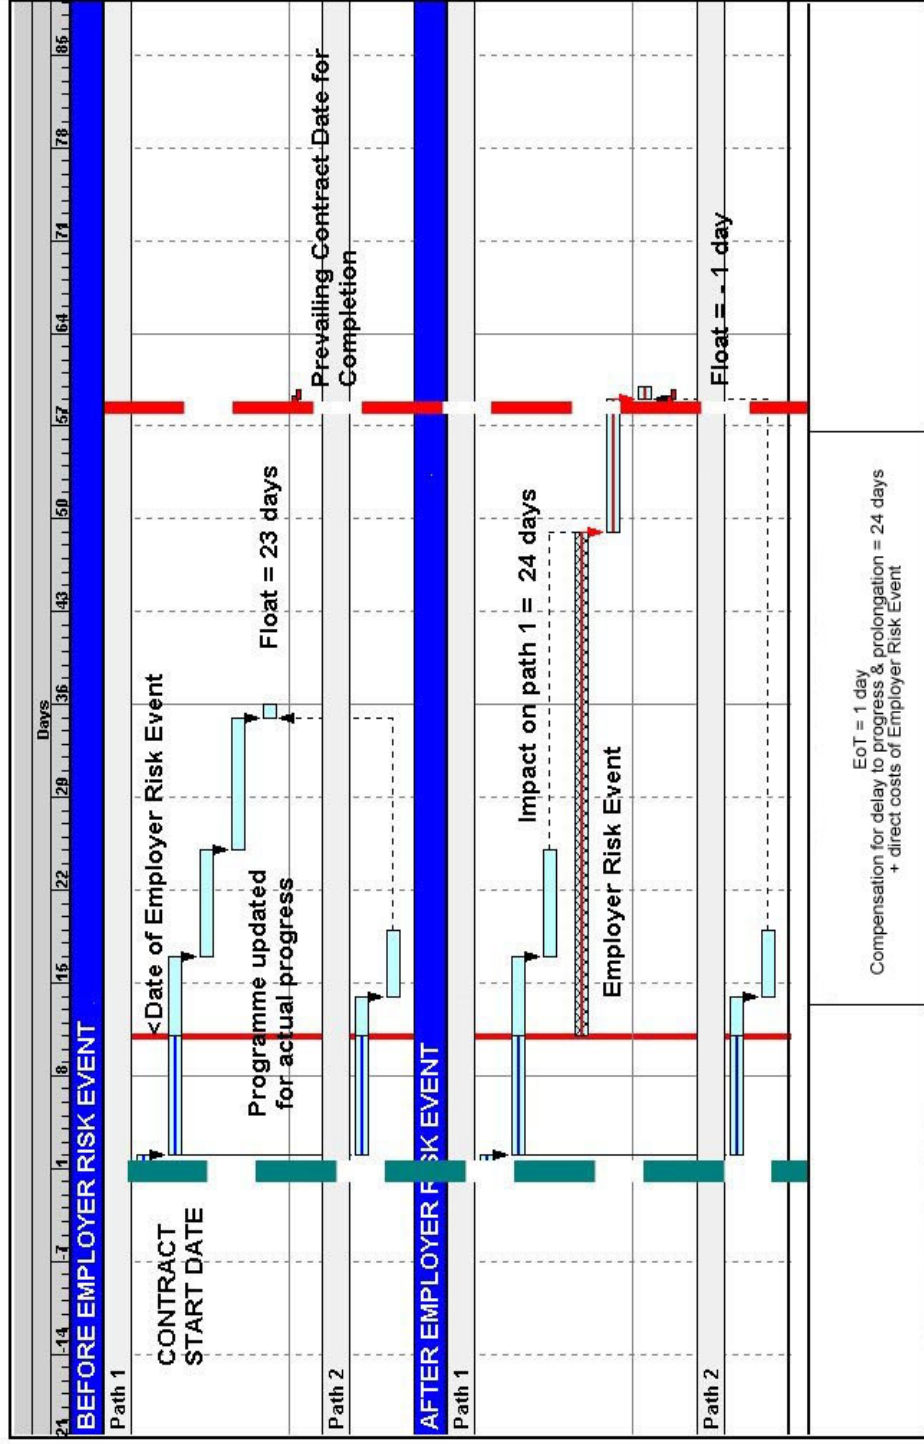 Days
21 -14 -7 1 8 16 22 29 36 43 50 57 64 71 78 86
BEFORE EMPLOYER RISK EVENT
Path 1
CONTRACT
START DATE
<Date of Employer Risk Event
Programme updated
for actual progress
Float = 23 days
Prevailing Contract Date for
Completion
Path 2
AFTER EMPLOYER RISK EVENT
Path 1
Impact on path 1 = 24 days
Employer Risk Event
Path 2
Float = - 1 day
EoT = 1 day
Compensation for delay to progress & prolongation = 24 days
+ direct costs of Employer Risk Event